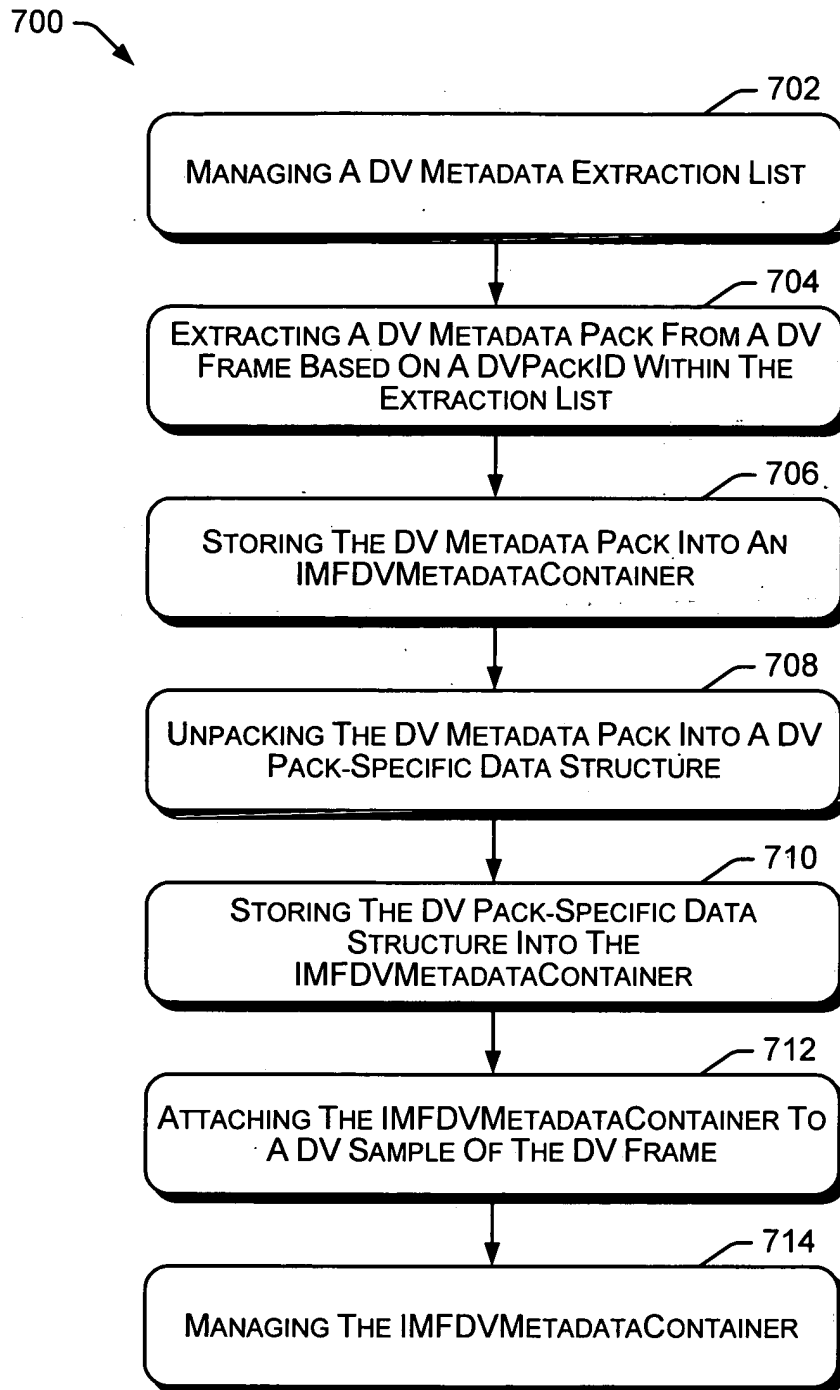 700
702
MANAGING A DV METADATA EXTRACTION LIST
704
EXTRACTING A DV METADATA PACK FROM A DV
FRAME BASED ON A DVPACKID WITHIN THE
EXTRACTION LIST
706
STORING THE DV METADATA PACK INTO AN
IMFDVMETADATACONTAINER
708
UNPACKING THE DV METADATA PACK INTO A DV
PACK-SPECIFIC DATA STRUCTURE
710
STORING THE DV PACK-SPECIFIC DATA
STRUCTURE INTO THE
IMFDVMETADATACONTAINER
712
ATTACHING THE IMFDVMETADATACONTAINER TO
A DV SAMPLE OF THE DV FRAME
714
MANAGING THE IMFDVMETADATACONTAINER